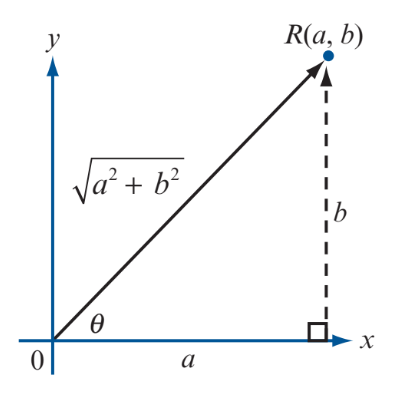 y
R(a, b)
√(a² + b²)
b
θ
x
0
a